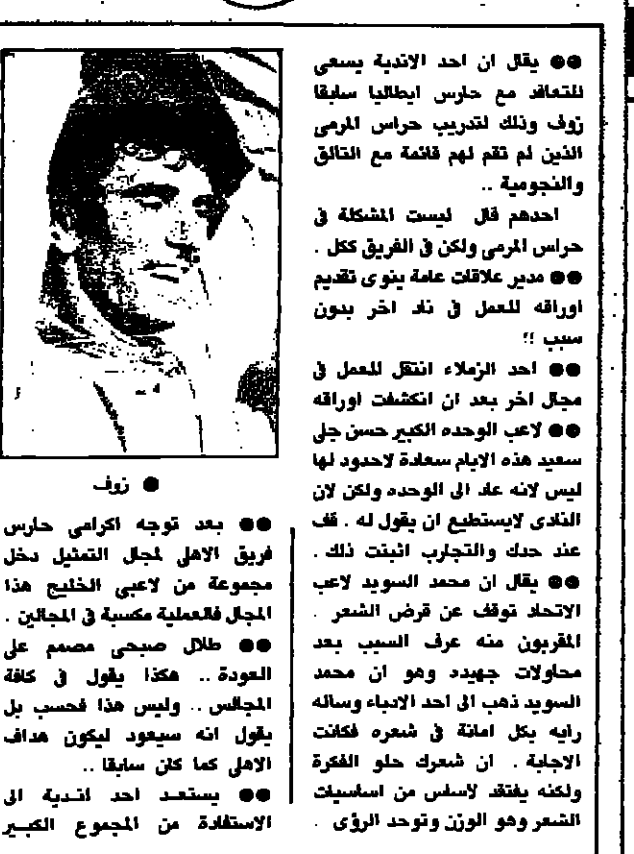 ●● يقال ان احد الاندية يسعى
للتعاقد مع حارس ايطاليا سابقا
زوف وذلك لتدريب حراس المرمى
الذين لم تقم لهم قائمة مع التالق
والنجومية ..
احدهم قال ليست المشكلة في
حراس المرمى ولكن في الفريق ككل .
●● مدير علاقات عامة ينوي تقديم
اوراقه للعمل في ناد اخر بدون
سبب !!
●● احد الزملاء انتقل للعمل في
مجال اخر بعد ان انكشفت اوراقه
●● لاعب الوحده الكبير حسن جلى
سعيد هذه الايام سعادة لاحدود لها
ليس لانه عاد الى الوحده ولكن لان
النادى لايستطيع ان يقول له . قف
عند حدك والتجارب اثبتت ذلك .
●● يقال ان محمد السويد لاعب
الاتحاد توقف عن قرض الشعر .
المقربون منه عرف السبب بعد
محاولات جهيده وهو ان محمد
السويد ذهب الى احد الادباء وساله
رايه بكل امانة في شعره فكانت
الاجابة . ان شعرك حلو الفكرة
ولكنه يفتقد لاساس من اساسيات
الشعر وهو الوزن وتوحد الرؤى .
● زوف
●● بعد توجه اكرامى حارس
فريق الاهلى لمجال التمثيل دخل
مجموعة من لاعبي الخليج هذا
المجال فالعملية مكسبة في المجالين .
●● طلال صبحى مصمم على
العودة .. هكذا يقول في كافة
المجالس .. وليس هذا فحسب بل
يقول انه سيعود ليكون هداف
الاهلى كما كان سابقا ..
●● يستعد احد اندية الى
الاستفادة من المجموع الكبير